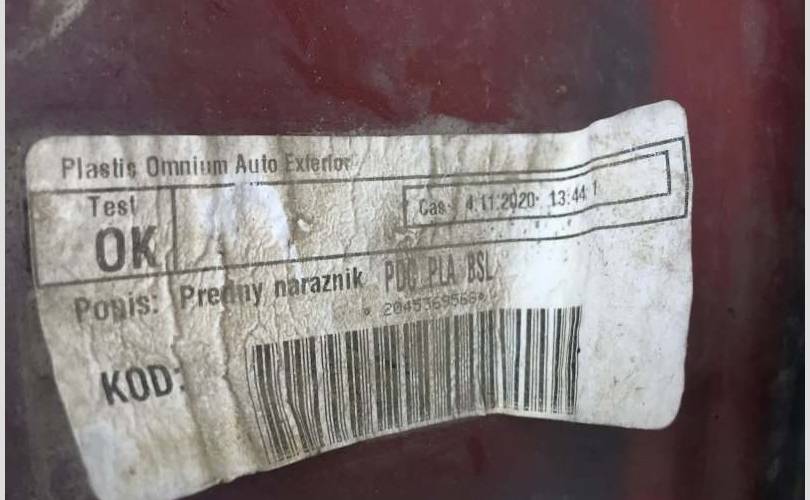 Plastic Omnium Auto Exterior
Test
OK
Cas 4.11.2020 13:44
Popis: Predny naraznik PDC PLA BSL
* 2045369566*
KOD: